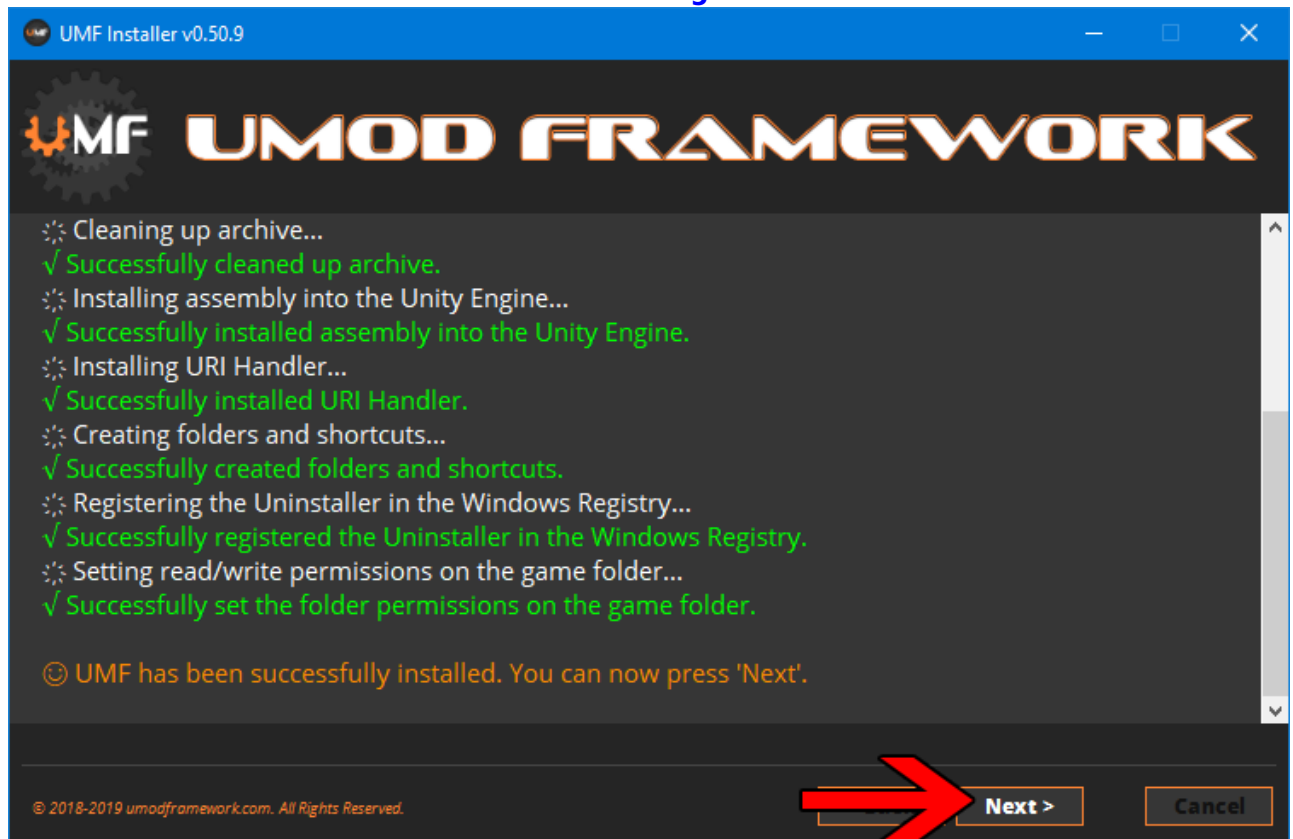 UMF Installer v0.50.9
UMF UMOD FRAMEWORK
Cleaning up archive...
√ Successfully cleaned up archive.
Installing assembly into the Unity Engine...
√ Successfully installed assembly into the Unity Engine.
Installing URI Handler...
√ Successfully installed URI Handler.
Creating folders and shortcuts...
√ Successfully created folders and shortcuts.
Registering the Uninstaller in the Windows Registry...
√ Successfully registered the Uninstaller in the Windows Registry.
Setting read/write permissions on the game folder...
√ Successfully set the folder permissions on the game folder.
☺ UMF has been successfully installed. You can now press 'Next'.
© 2018-2019 umodframework.com. All Rights Reserved.
Next >
Cancel